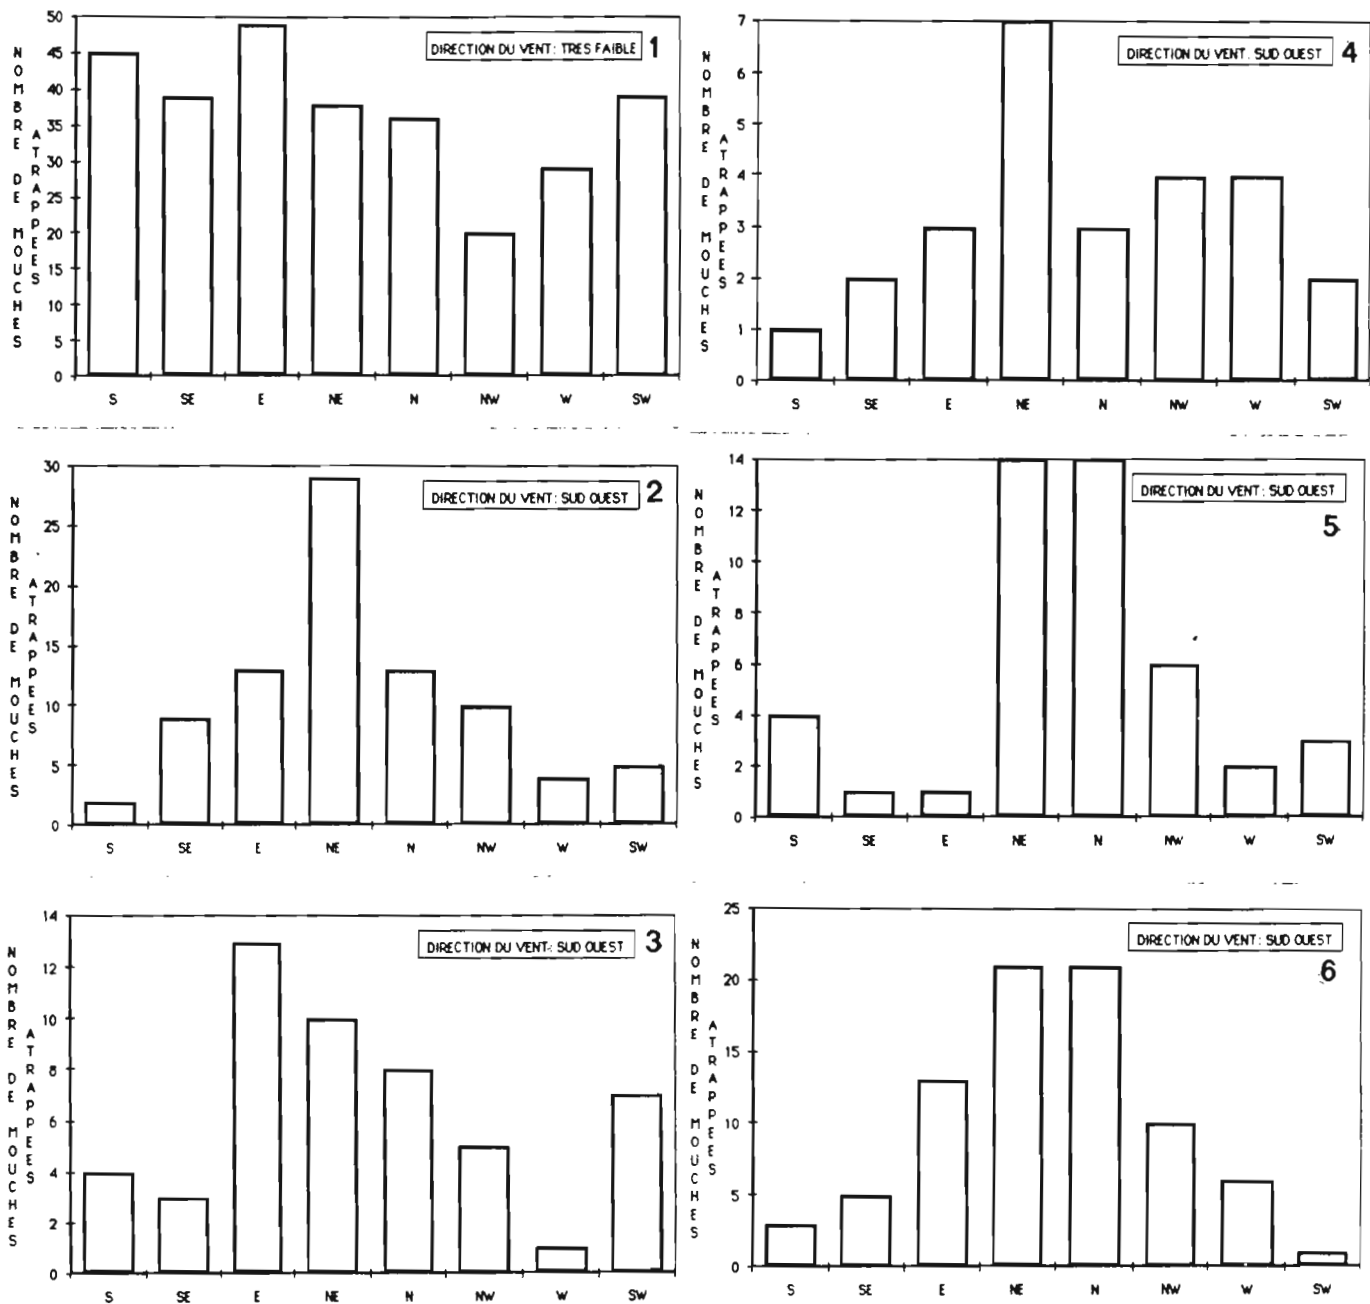 NOMBRE DE MOUCHES
ATRAPPEES
50
45
40
35
30
25
20
15
10
5
0
DIRECTION DU VENT: TRES FAIBLE
1
S SE E NE N NW W SW
NOMBRE DE MOUCHES
ATRAPPEES
7
6
5
4
3
2
1
0
DIRECTION DU VENT. SUD OUEST
4
S SE E NE N NW W SW
NOMBRE DE MOUCHES
ATRAPPEES
30
25
20
15
10
5
0
DIRECTION DU VENT: SUD OUEST
2
S SE E NE N NW W SW
NOMBRE DE MOUCHES
ATRAPPEES
14
12
10
8
6
4
2
0
DIRECTION DU VENT: SUD OUEST
5
S SE E NE N NW W SW
NOMBRE DE MOUCHES
ATRAPPEES
14
12
10
8
6
4
2
0
DIRECTION DU VENT: SUD OUEST
3
S SE E NE N NW W SW
NOMBRE DE MOUCHES
ATRAPPEES
25
20
15
10
5
0
DIRECTION DU VENT: SUD OUEST
6
S SE E NE N NW W SW